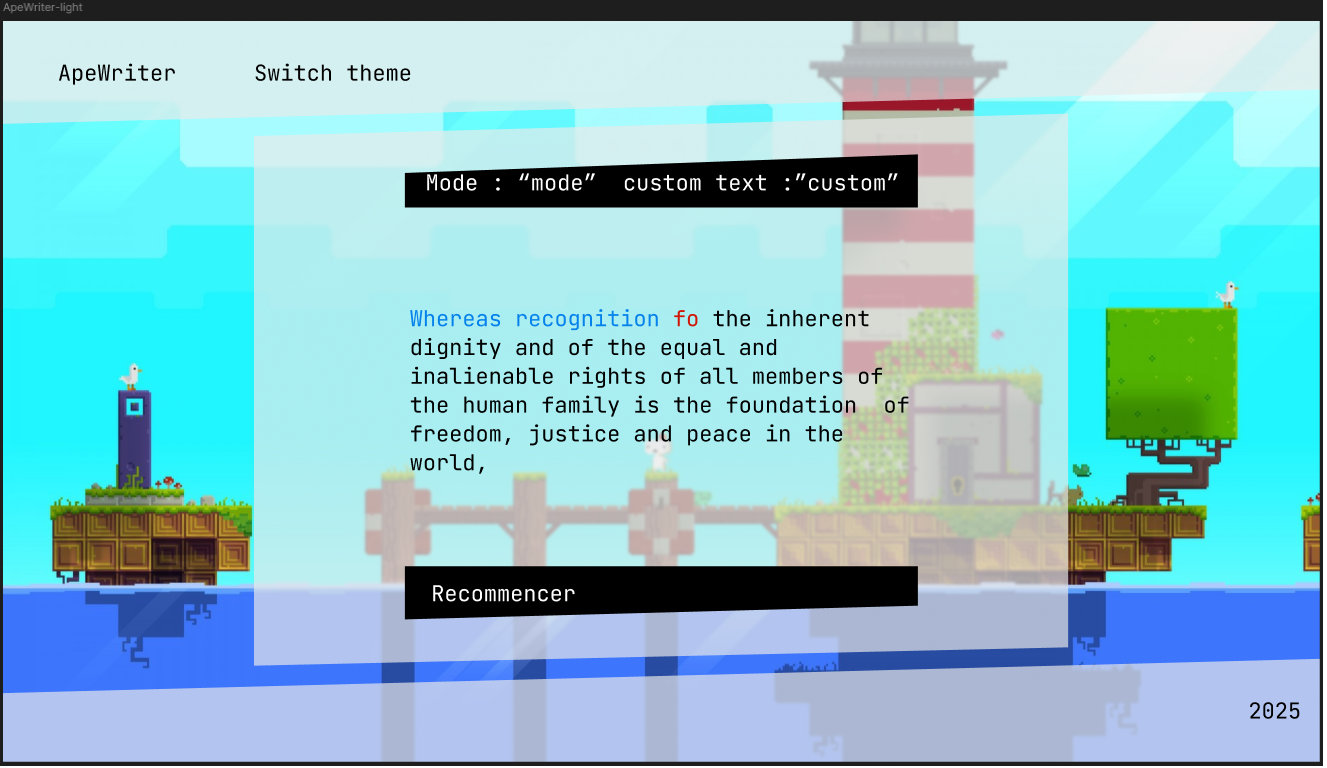 ApeWriter-light
ApeWriter Switch theme
Mode : “mode” custom text :”custom”
Whereas recognition fo the inherent
dignity and of the equal and
inalienable rights of all members of
the human family is the foundation of
freedom, justice and peace in the
world,
Recommencer
2025